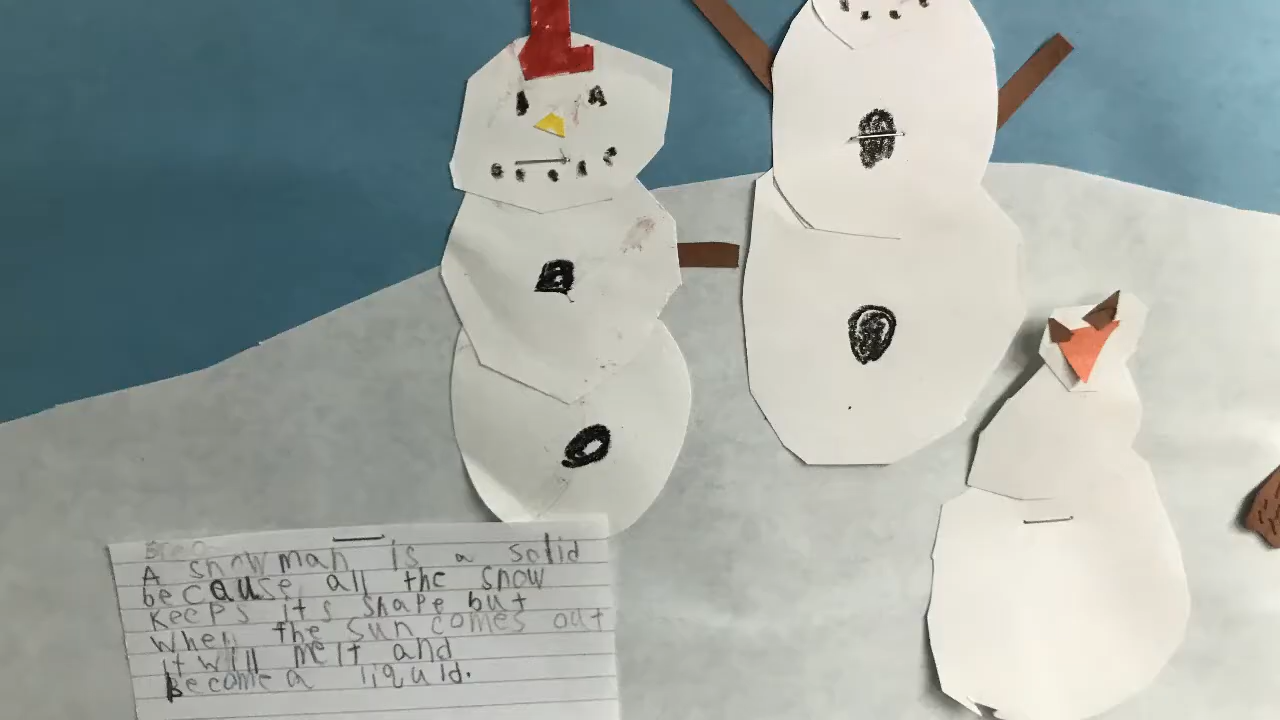 A snowman is a solid
because all the snow
keeps its shape but
when the sun comes out
it will melt and
become a liquid.